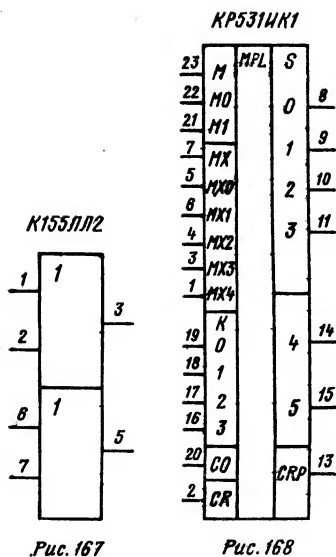 КР531ИК1
23 M MPL S
22 M0 0 8
21 M1 1 9
7 MX 2 10
5 MX0 3 11
6 MX1
4 MX2
3 MX3
1 MX4
K
19 0 4 14
18 1
17 2 5 15
16 3
20 C0 CRP 13
2 CR
К155ЛЛ2
1 1 3
2
6 1 5
7
Рис. 167
Рис. 168